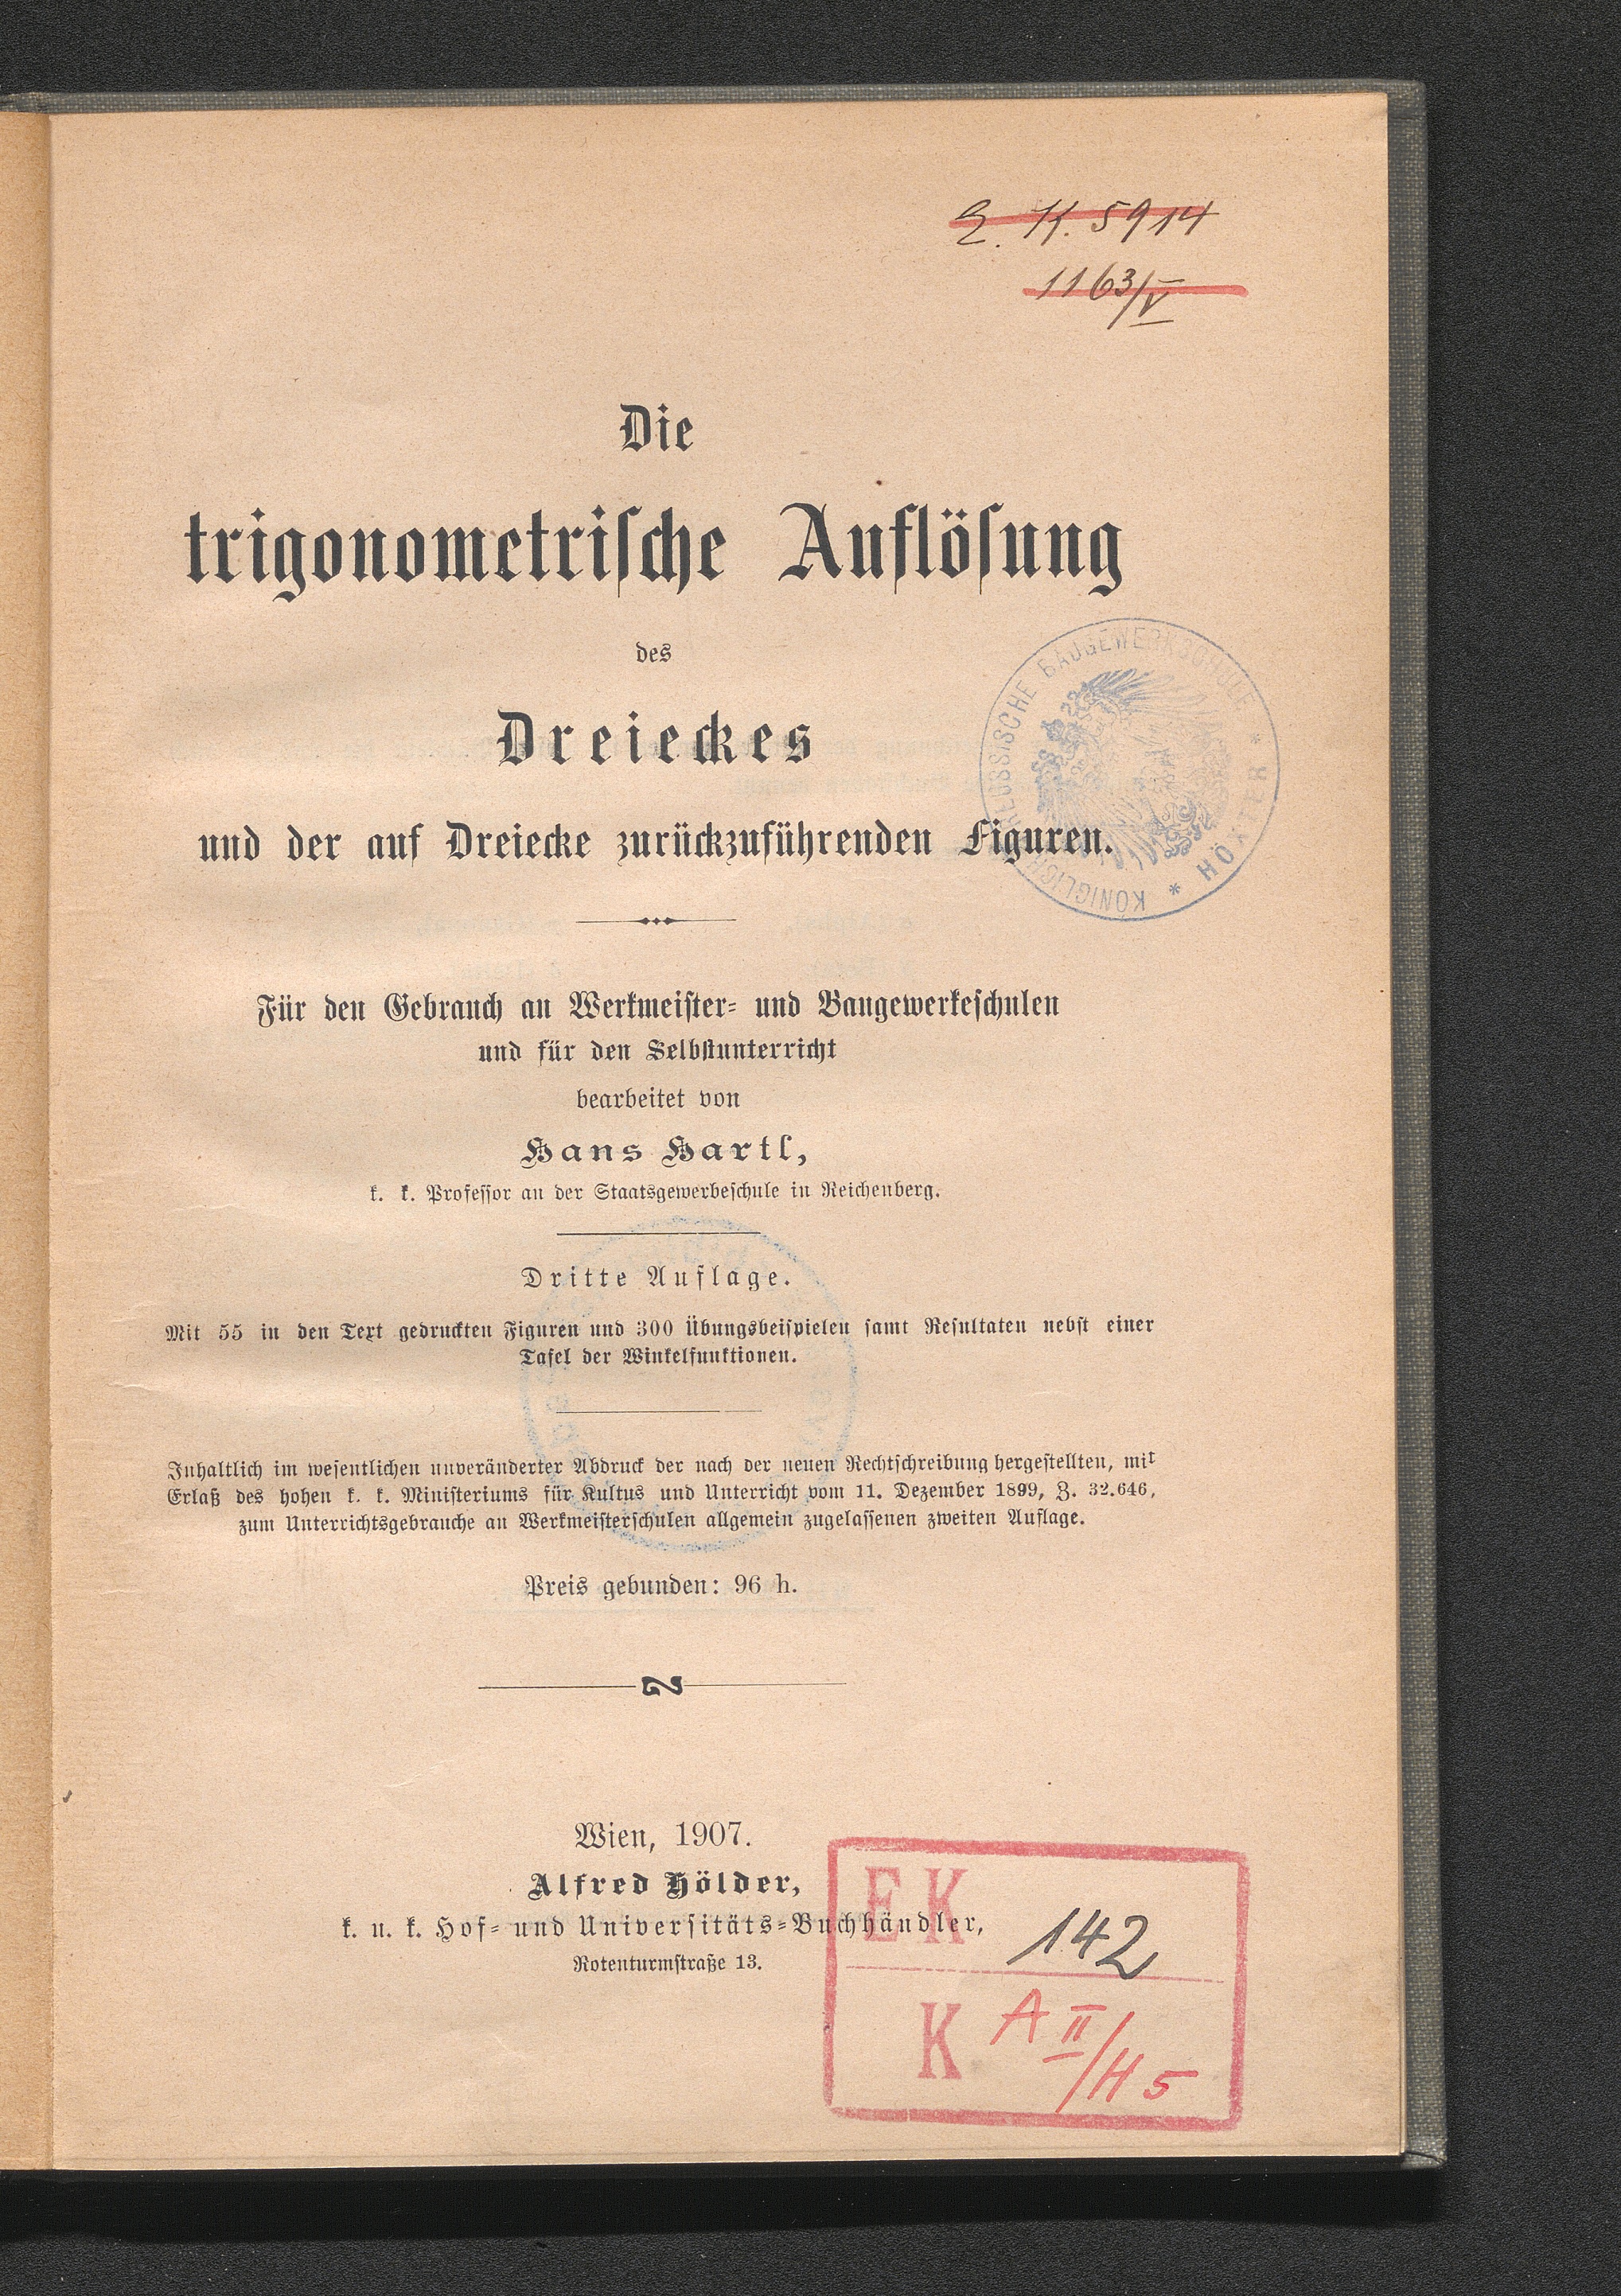 E. K. 5914
1163/V
Die
trigonometrische Auflösung
des
Dreieckes
und der auf Dreiecke zurückzuführenden Figuren.
KÖNIGLICH PREUSSISCHE BAUGEWERKSCHULE * HÖXTER *
Für den Gebrauch an Werkmeister- und Baugewerkeschulen
und für den Selbstunterricht
bearbeitet von
Hans Hartl,
k. k. Professor an der Staatsgewerbeschule in Reichenberg.
Dritte Auflage.
Mit 55 in den Text gedruckten Figuren und 300 Übungsbeispielen samt Resultaten nebst einer
Tafel der Winkelfunktionen.
Inhaltlich im wesentlichen unveränderter Abdruck der nach der neuen Rechtschreibung hergestellten, mit
Erlaß des hohen k. k. Ministeriums für Kultus und Unterricht vom 11. Dezember 1899, Z. 32.646,
zum Unterrichtsgebrauche an Werkmeisterschulen allgemein zugelassenen zweiten Auflage.
Preis gebunden: 96 h.
Wien, 1907.
Alfred Hölder,
k. u. k. Hof- und Universitäts-Buchhändler,
Rotenturmstraße 13.
EK 142
K A II/H 5